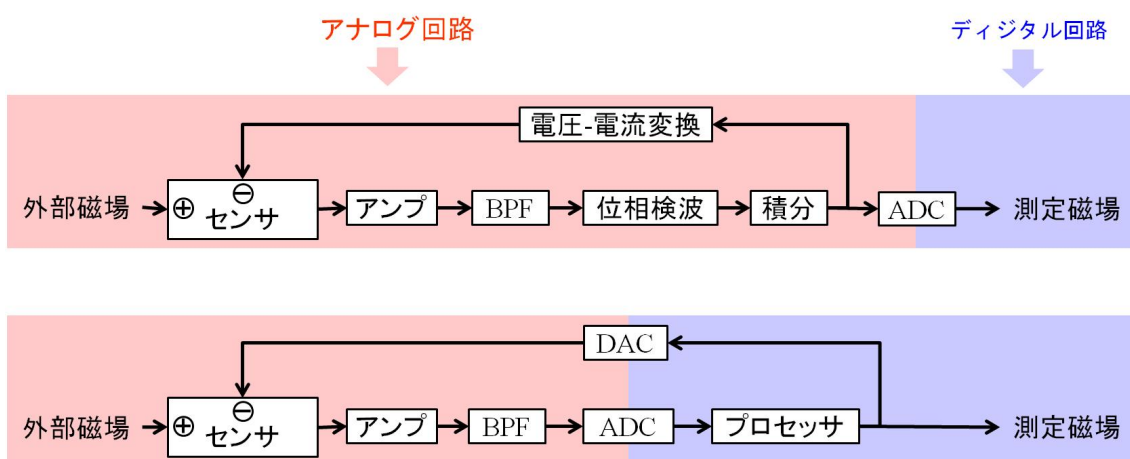 アナログ回路
ディジタル回路
電圧-電流変換
外部磁場
⊕
⊖
センサ
アンプ
BPF
位相検波
積分
ADC
測定磁場
DAC
外部磁場
⊕
⊖
センサ
アンプ
BPF
ADC
プロセッサ
測定磁場